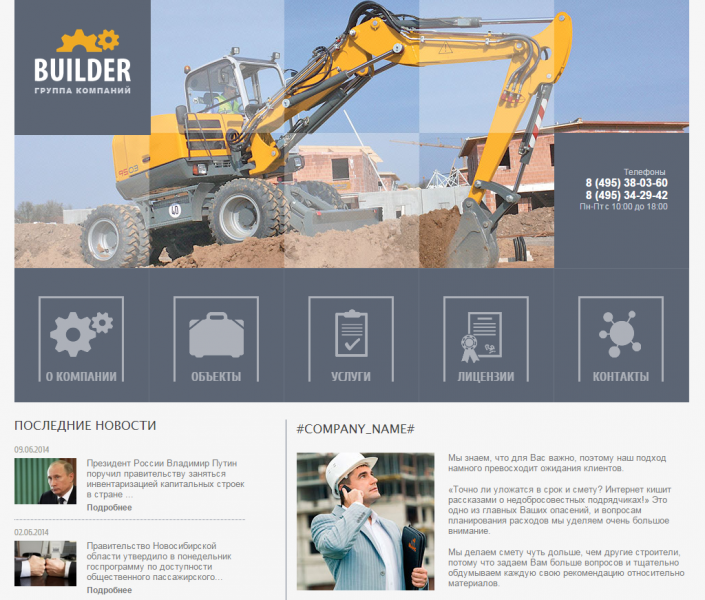 BUILDER
ГРУППА КОМПАНИЙ
Телефоны
8 (495) 38-03-60
8 (495) 34-29-42
Пн-Пт с 10:00 до 18:00
О КОМПАНИИ
ОБЪЕКТЫ
УСЛУГИ
ЛИЦЕНЗИИ
КОНТАКТЫ
ПОСЛЕДНИЕ НОВОСТИ
09.06.2014
Президент России Владимир Путин
поручил правительству заняться
инвентаризацией капитальных строек
в стране ...
Подробнее
02.06.2014
Правительство Новосибирской
области утвердило в понедельник
госпрограмму по доступности
общественного пассажирского...
Подробнее
#COMPANY_NAME#
Мы знаем, что для Вас важно, поэтому наш подход
намного превосходит ожидания клиентов.
«Точно ли уложатся в срок и смету? Интернет кишит
рассказами о недобросовестных подрядчиках!» Это
одно из главных Ваших опасений, и вопросам
планирования расходов мы уделяем очень большое
внимание.
Мы делаем смету чуть дольше, чем другие строители,
потому что задаем Вам больше вопросов и тщательно
обдумываем каждую свою рекомендацию относительно
материалов.